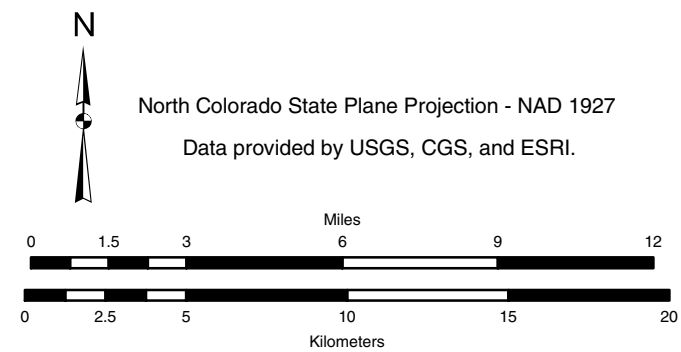 N
North Colorado State Plane Projection - NAD 1927
Data provided by USGS, CGS, and ESRI.
Miles
0 1.5 3 6 9 12
0 2.5 5 10 15 20
Kilometers